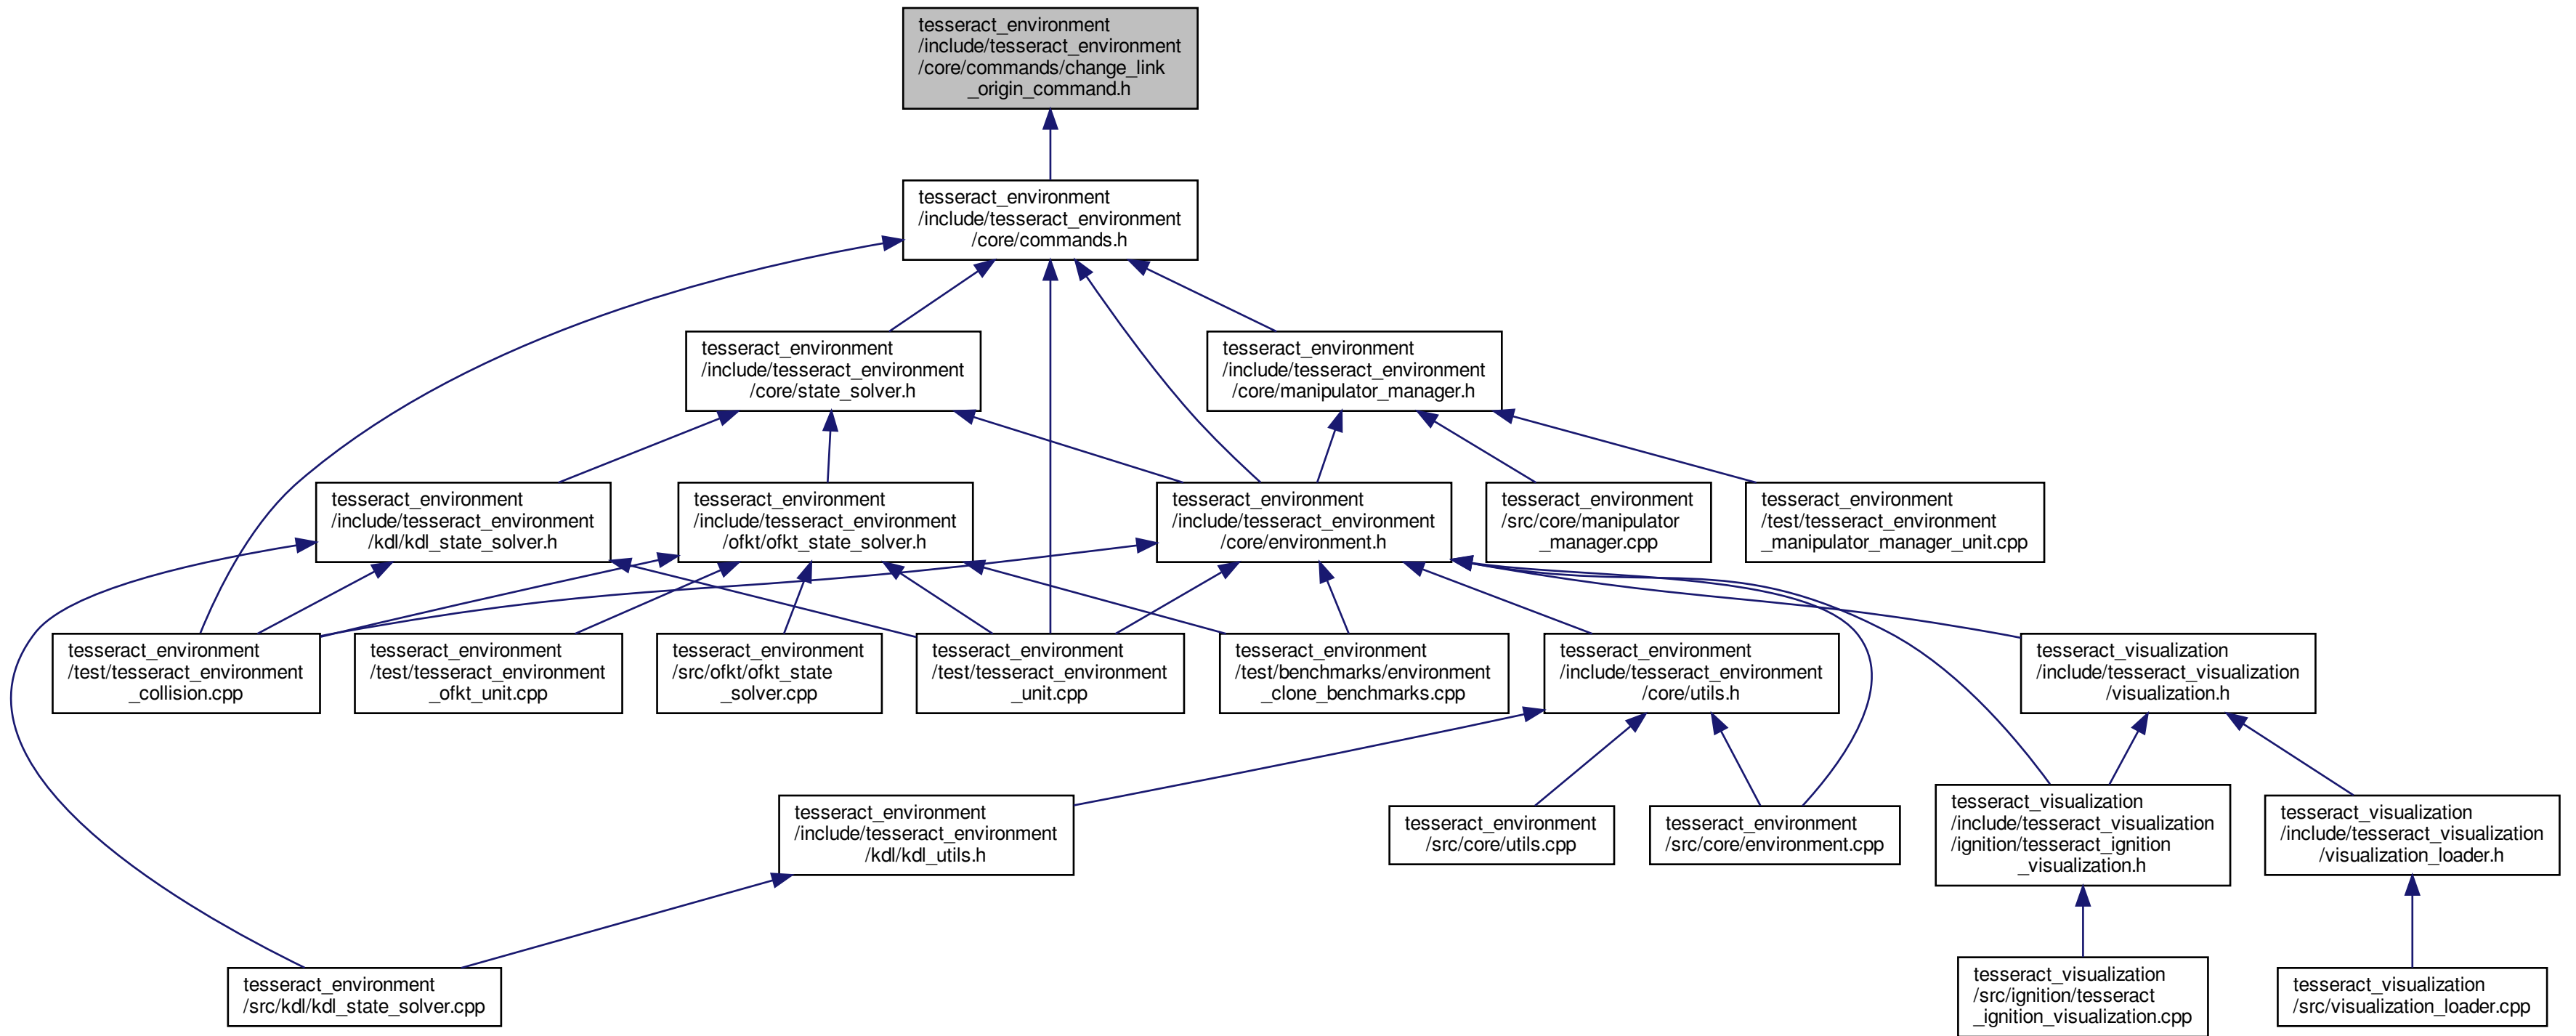 tesseract_environment
/include/tesseract_environment
/core/commands/change_link
_origin_command.h
tesseract_environment
/include/tesseract_environment
/core/commands.h
tesseract_environment
/include/tesseract_environment
/core/state_solver.h
tesseract_environment
/include/tesseract_environment
/core/manipulator_manager.h
tesseract_environment
/include/tesseract_environment
/kdl/kdl_state_solver.h
tesseract_environment
/include/tesseract_environment
/ofkt/ofkt_state_solver.h
tesseract_environment
/include/tesseract_environment
/core/environment.h
tesseract_environment
/src/core/manipulator
_manager.cpp
tesseract_environment
/test/tesseract_environment
_manipulator_manager_unit.cpp
tesseract_environment
/test/tesseract_environment
_collision.cpp
tesseract_environment
/test/tesseract_environment
_ofkt_unit.cpp
tesseract_environment
/src/ofkt/ofkt_state
_solver.cpp
tesseract_environment
/test/tesseract_environment
_unit.cpp
tesseract_environment
/test/benchmarks/environment
_clone_benchmarks.cpp
tesseract_environment
/include/tesseract_environment
/core/utils.h
tesseract_visualization
/include/tesseract_visualization
/visualization.h
tesseract_environment
/include/tesseract_environment
/kdl/kdl_utils.h
tesseract_environment
/src/core/utils.cpp
tesseract_environment
/src/core/environment.cpp
tesseract_visualization
/include/tesseract_visualization
/ignition/tesseract_ignition
_visualization.h
tesseract_visualization
/include/tesseract_visualization
/visualization_loader.h
tesseract_environment
/src/kdl/kdl_state_solver.cpp
tesseract_visualization
/src/ignition/tesseract
_ignition_visualization.cpp
tesseract_visualization
/src/visualization_loader.cpp